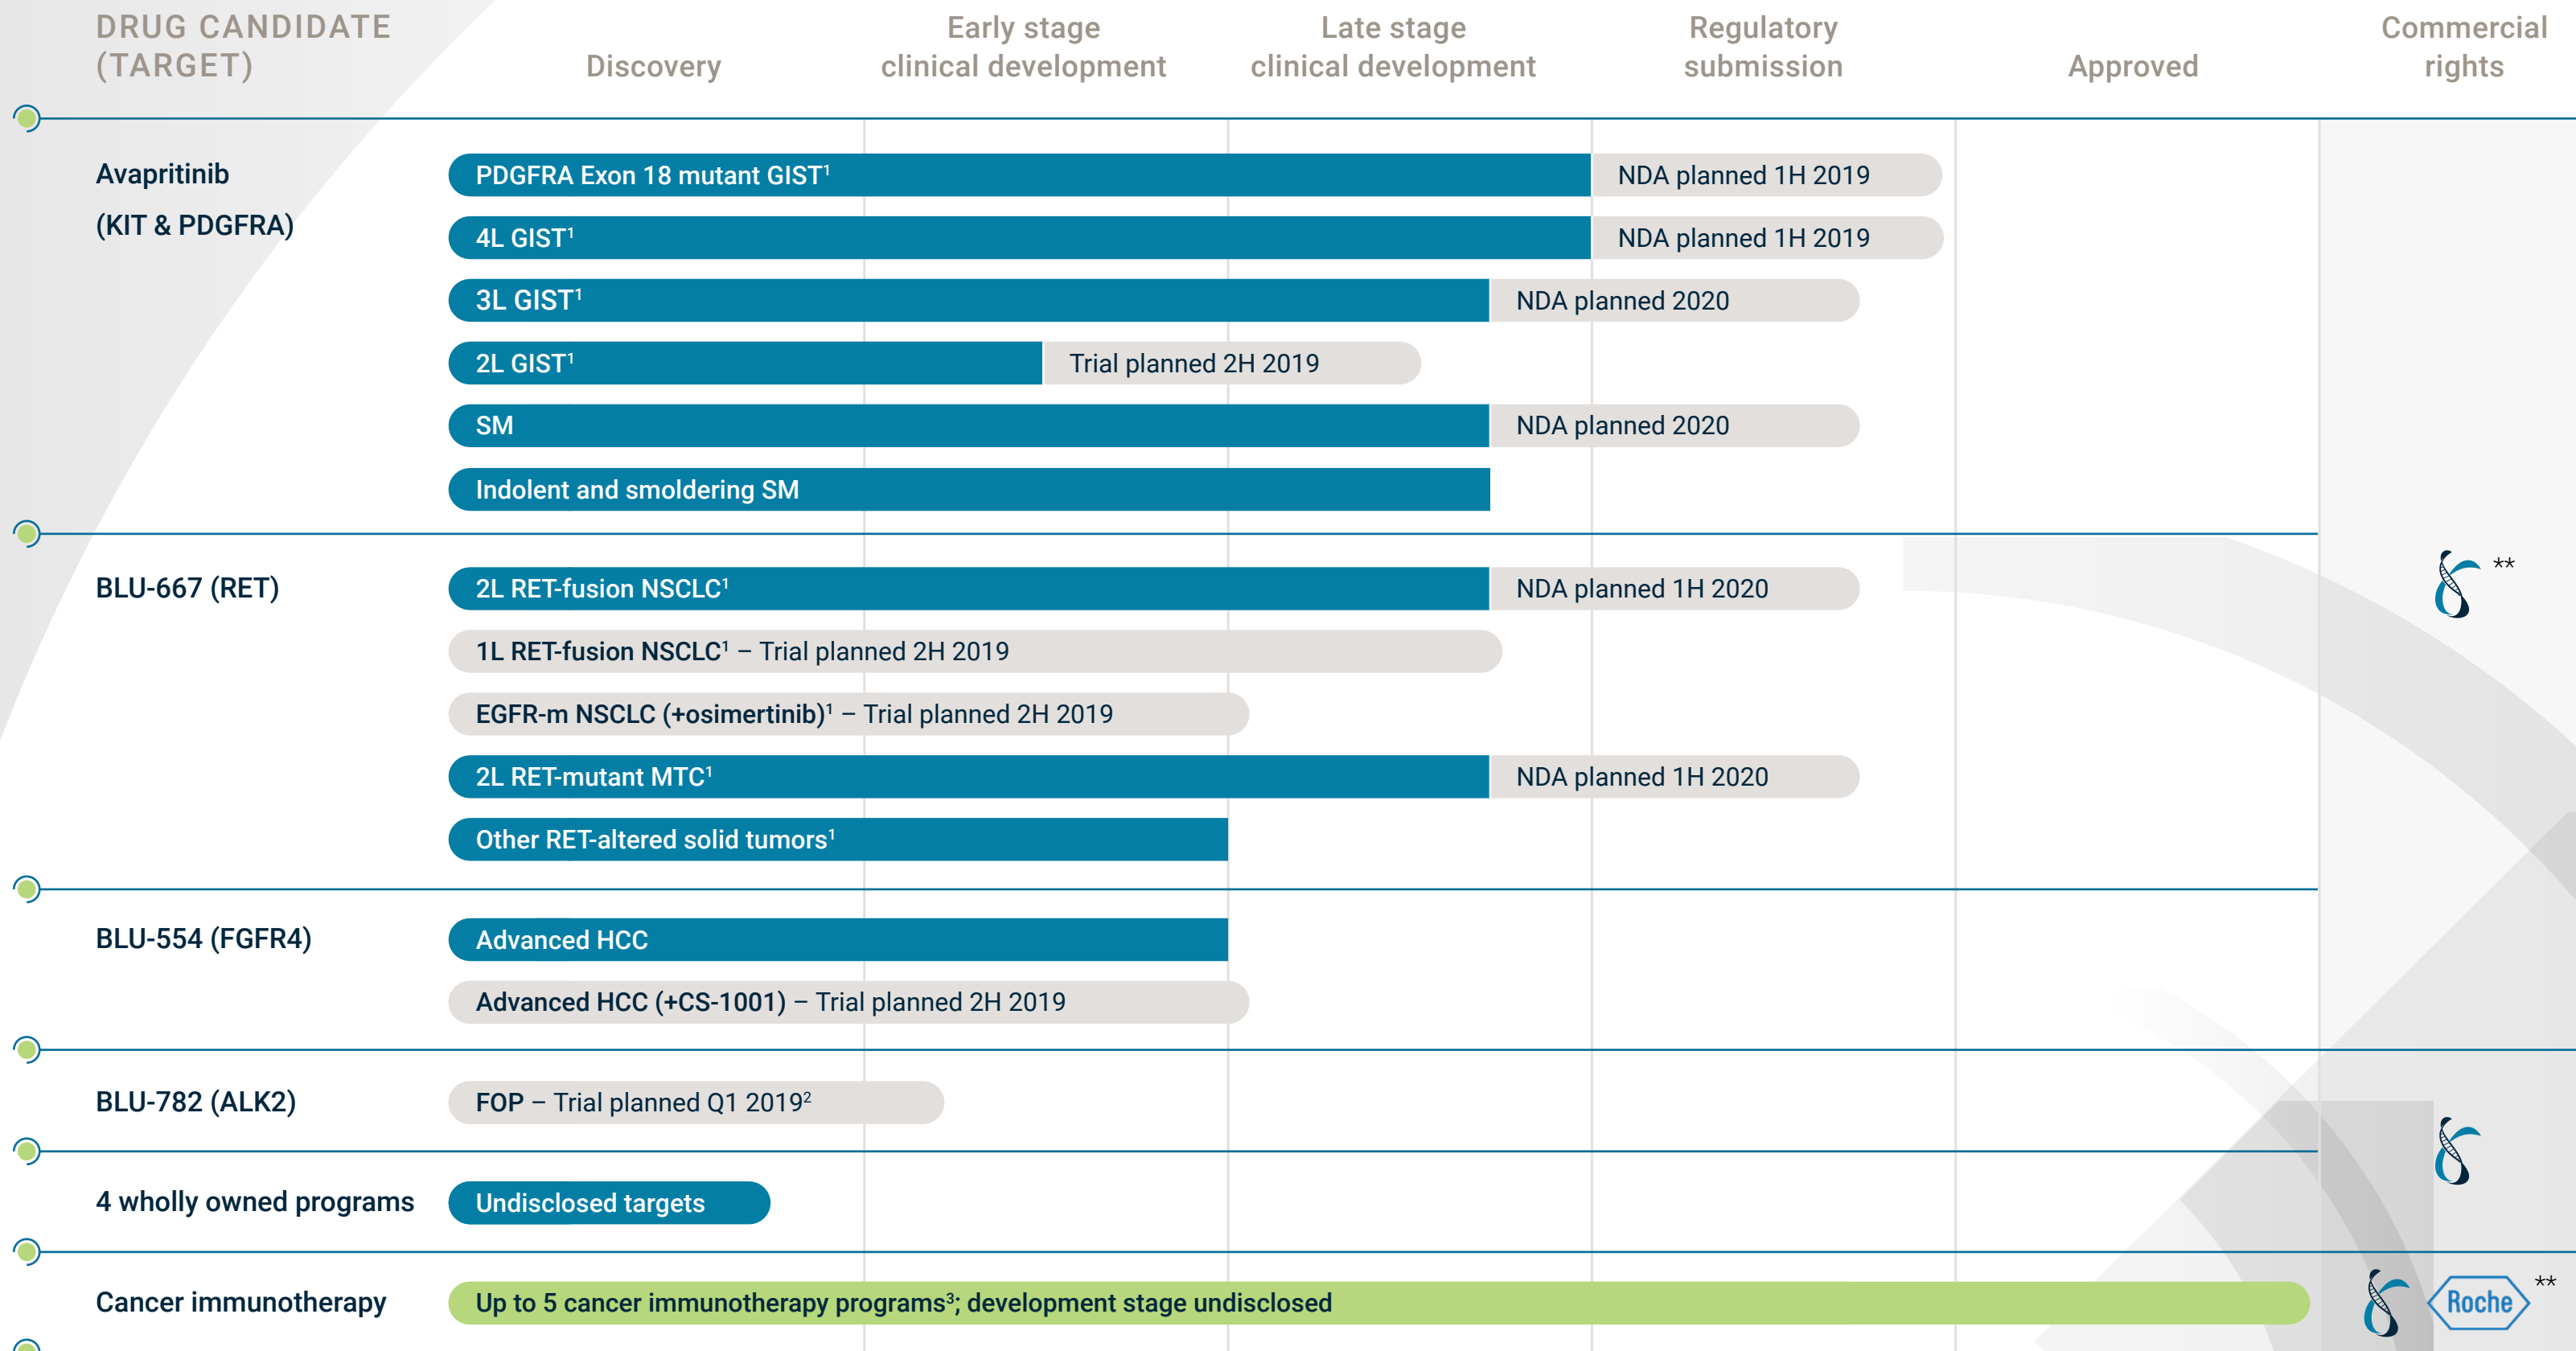 DRUG CANDIDATE
(TARGET)
Discovery
Early stage
clinical development
Late stage
clinical development
Regulatory
submission
Approved
Commercial
rights
Avapritinib
(KIT & PDGFRA)
PDGFRA Exon 18 mutant GIST¹ NDA planned 1H 2019
4L GIST¹ NDA planned 1H 2019
3L GIST¹ NDA planned 2020
2L GIST¹ Trial planned 2H 2019
SM NDA planned 2020
Indolent and smoldering SM
**
BLU-667 (RET) 2L RET-fusion NSCLC¹ NDA planned 1H 2020
1L RET-fusion NSCLC¹ – Trial planned 2H 2019
EGFR-m NSCLC (+osimertinib)¹ – Trial planned 2H 2019
2L RET-mutant MTC¹ NDA planned 1H 2020
Other RET-altered solid tumors¹
BLU-554 (FGFR4) Advanced HCC
Advanced HCC (+CS-1001) – Trial planned 2H 2019
BLU-782 (ALK2) FOP – Trial planned Q1 2019²
4 wholly owned programs Undisclosed targets
Cancer immunotherapy Up to 5 cancer immunotherapy programs³; development stage undisclosed Roche **